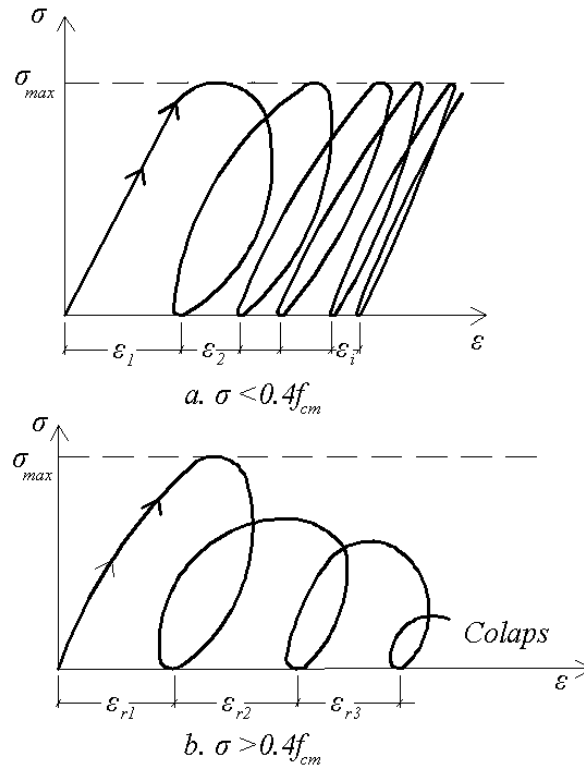 σ
σmax
ε1 ε2 εi ε
a. σ <0.4fcm
σ
σmax
Colaps
ε
εr1 εr2 εr3
b. σ >0.4fcm